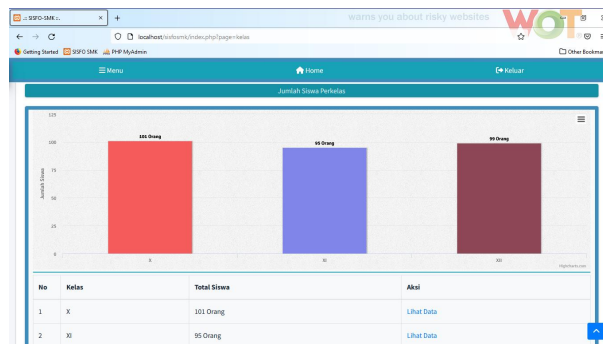 .:: SISFO-SMK ::.
warns you about risky websites
WOT
localhost/sisfosmk/index.php?page=kelas
Getting Started SISFO SMK PHP MyAdmin
Other Bookma
Menu Home Keluar
Jumlah Siswa Perkelas
125
100
75
50
25
0
Jumlah Siswa
101 Orang
95 Orang
99 Orang
X XI XII
Highcharts.com
No Kelas Total Siswa Aksi
1 X 101 Orang Lihat Data
2 XI 95 Orang Lihat Data